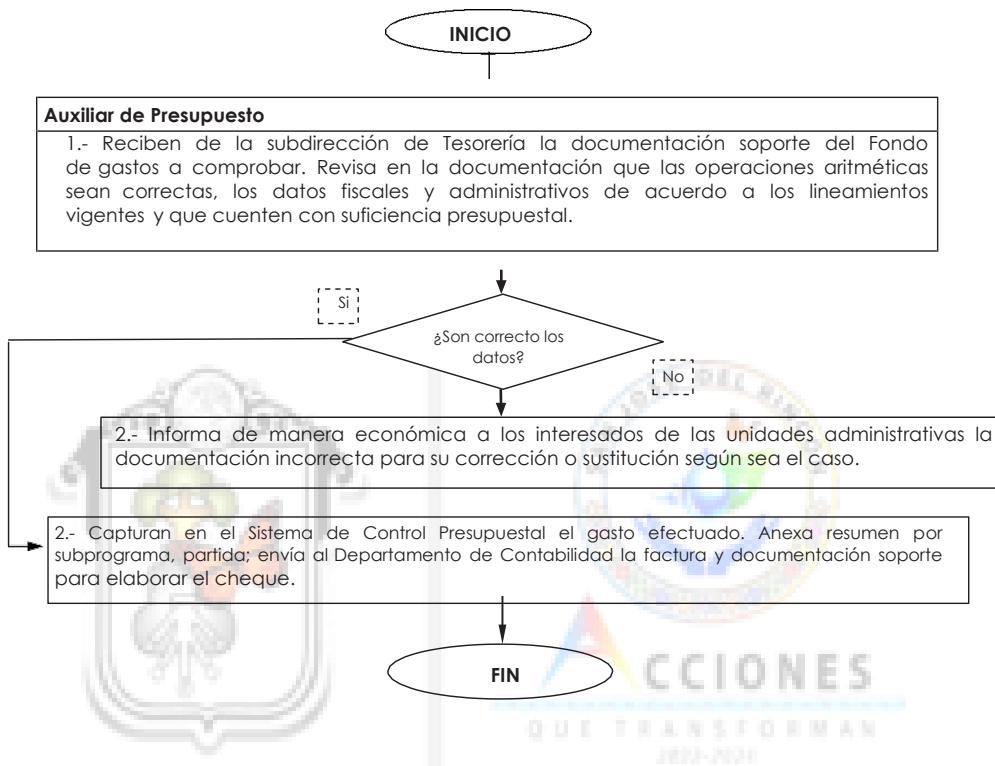 INICIO
Auxiliar de Presupuesto
1.- Reciben de la subdirección de Tesorería la documentación soporte del Fondo
de gastos a comprobar. Revisa en la documentación que las operaciones aritméticas
sean correctas, los datos fiscales y administrativos de acuerdo a los lineamientos
vigentes y que cuenten con suficiencia presupuestal.
Si
¿Son correcto los
datos?
No
2.- Informa de manera económica a los interesados de las unidades administrativas la
documentación incorrecta para su corrección o sustitución según sea el caso.
2.- Capturan en el Sistema de Control Presupuestal el gasto efectuado. Anexa resumen por
subprograma, partida; envía al Departamento de Contabilidad la factura y documentación soporte
para elaborar el cheque.
FIN
CCIONES
QUE TRANSFORMAN
2022-2024